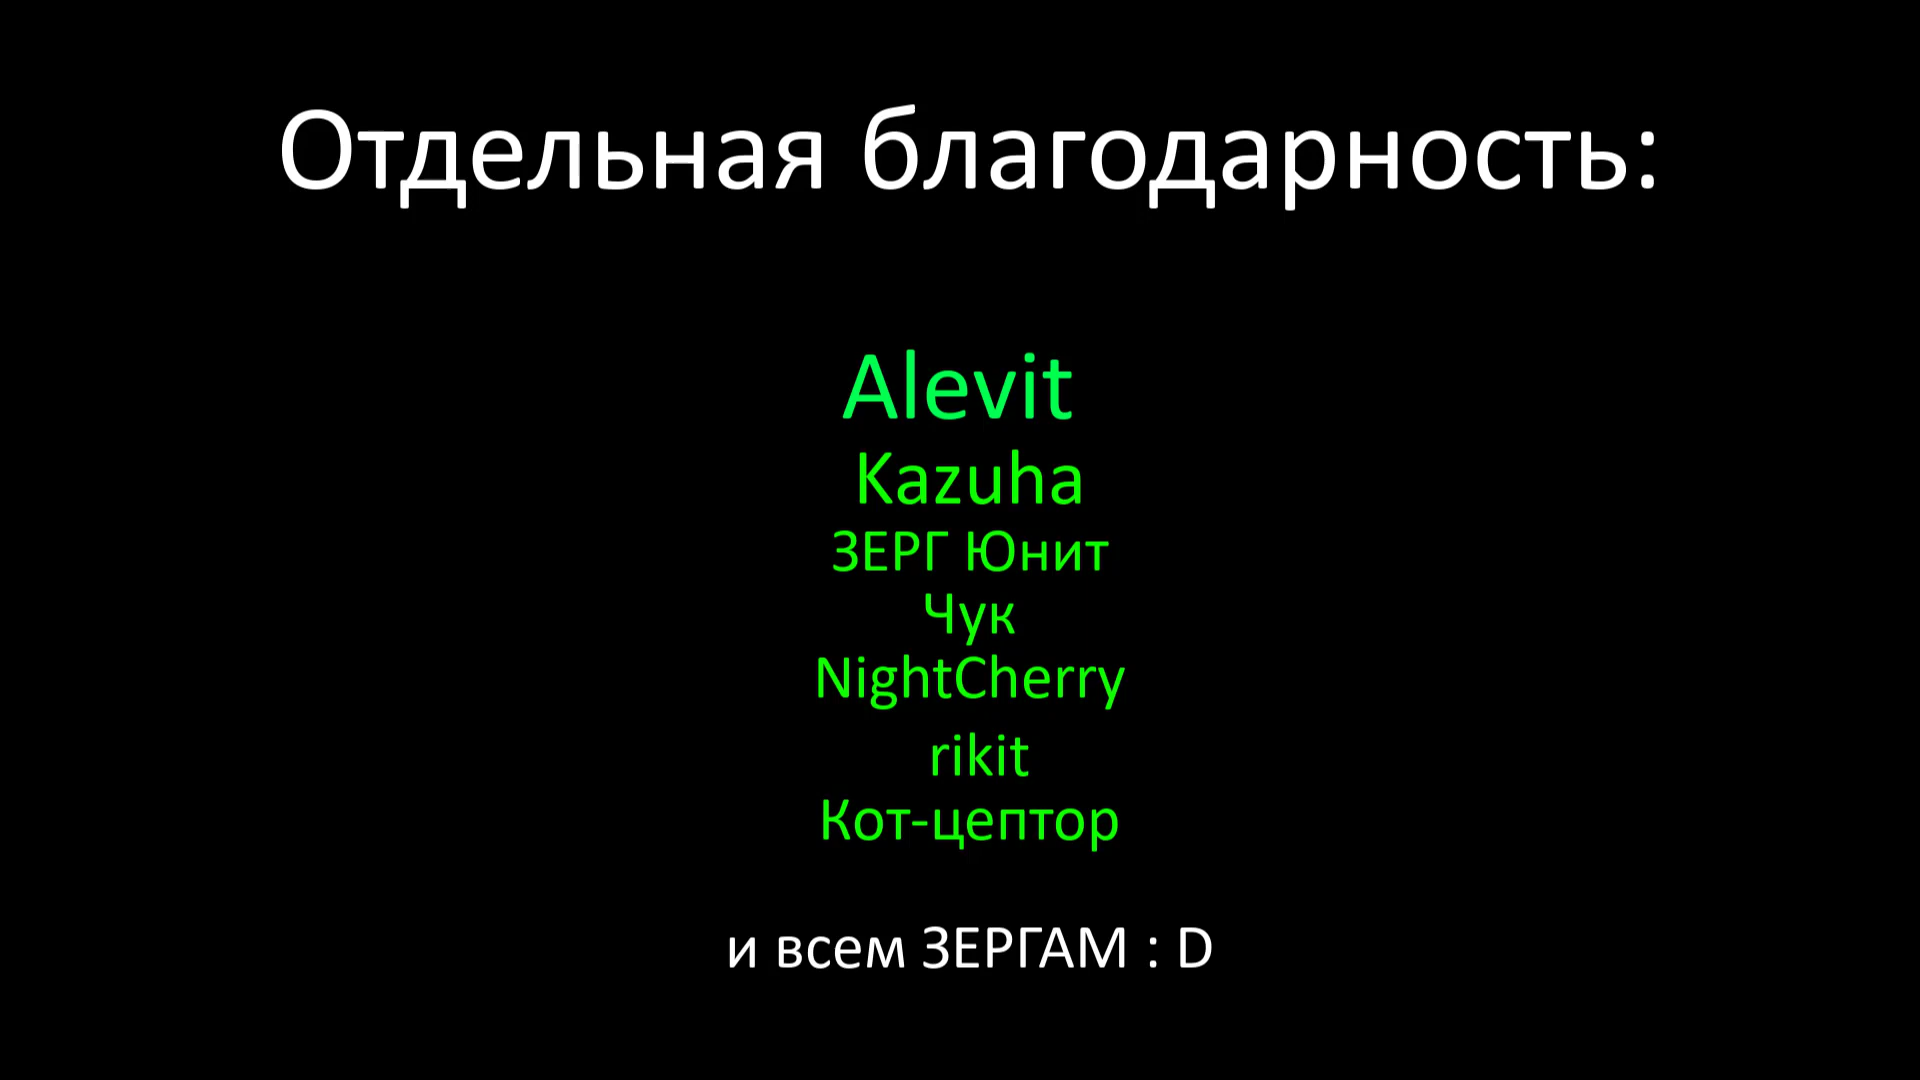 Отдельная благодарность:
Alevit
Kazuha
ЗЕРГ Юнит
Чук
NightCherry
rikit
Кот-цептор
и всем ЗЕРГАМ : D